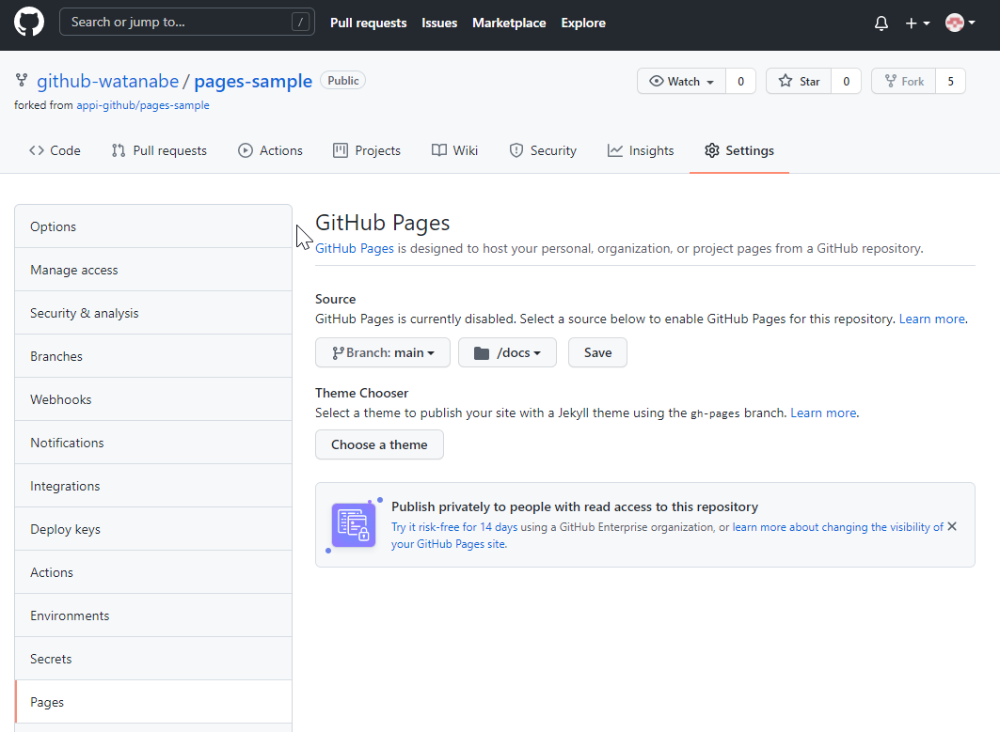 Search or jump to... / Pull requests Issues Marketplace Explore
github-watanabe / pages-sample Public Watch 0 Star 0 Fork 5
forked from appi-github/pages-sample
Code Pull requests Actions Projects Wiki Security Insights Settings
Options
Manage access
Security & analysis
Branches
Webhooks
Notifications
Integrations
Deploy keys
Actions
Environments
Secrets
Pages
GitHub Pages
GitHub Pages is designed to host your personal, organization, or project pages from a GitHub repository.
Source
GitHub Pages is currently disabled. Select a source below to enable GitHub Pages for this repository. Learn more.
Branch: main /docs Save
Theme Chooser
Select a theme to publish your site with a Jekyll theme using the gh-pages branch. Learn more.
Choose a theme
Publish privately to people with read access to this repository
Try it risk-free for 14 days using a GitHub Enterprise organization, or learn more about changing the visibility of
your GitHub Pages site.